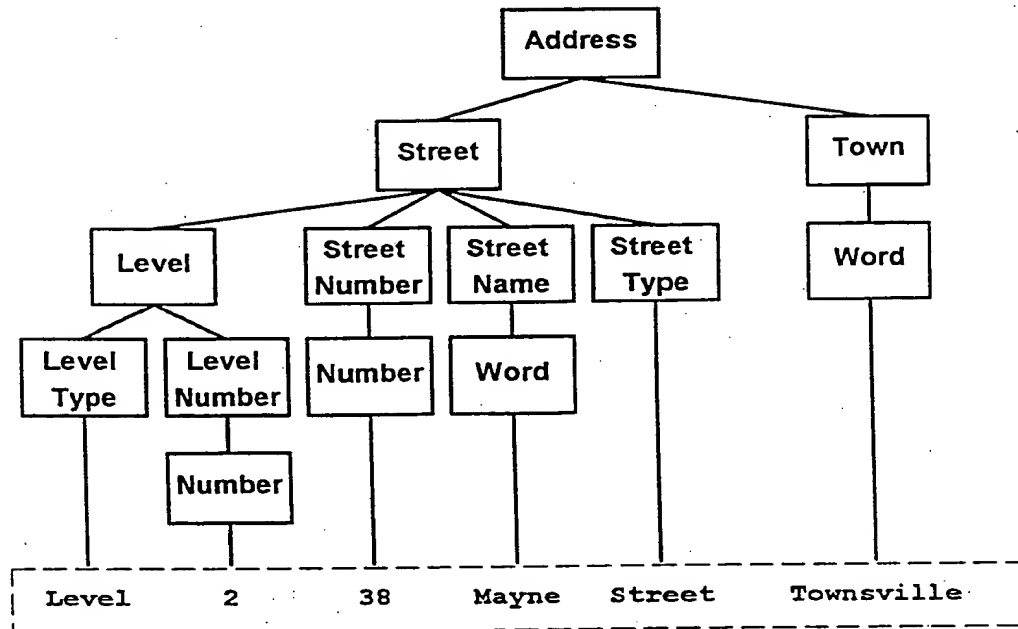 Address
Street
Town
Level
Street
Number
Street
Name
Street
Type
Word
Level
Type
Level
Number
Number
Word
Number
Level 2 38 Mayne Street Townsville